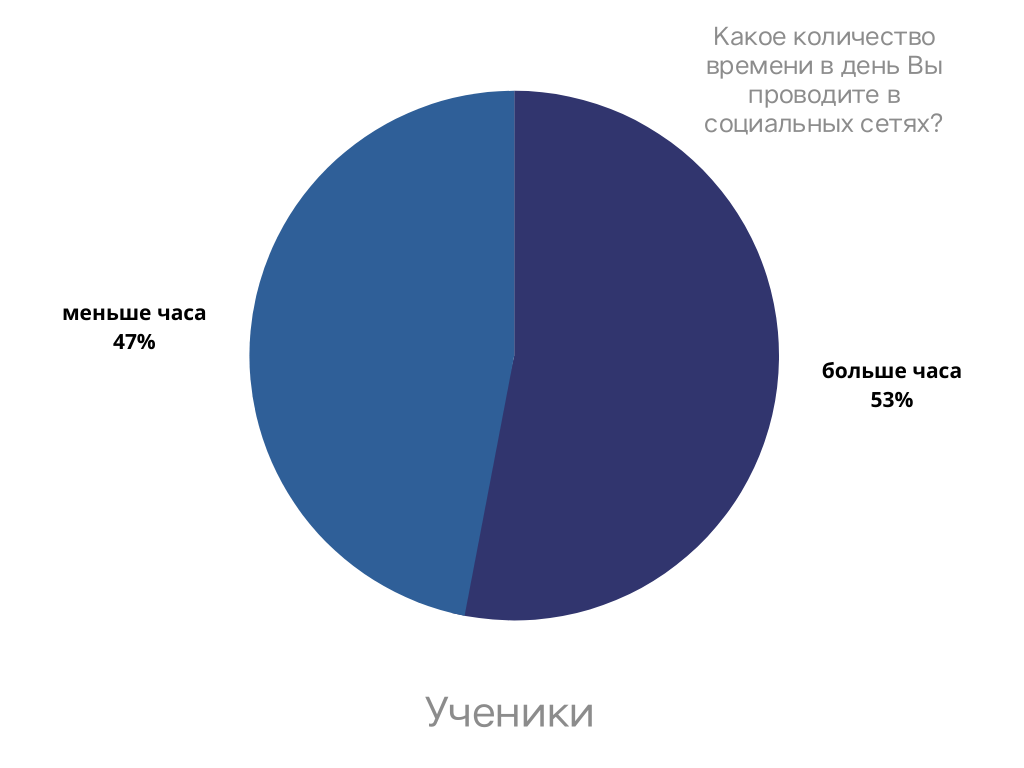 Какое количество
времени в день Вы
проводите в
социальных сетях?
меньше часа
47%
больше часа
53%
Ученики